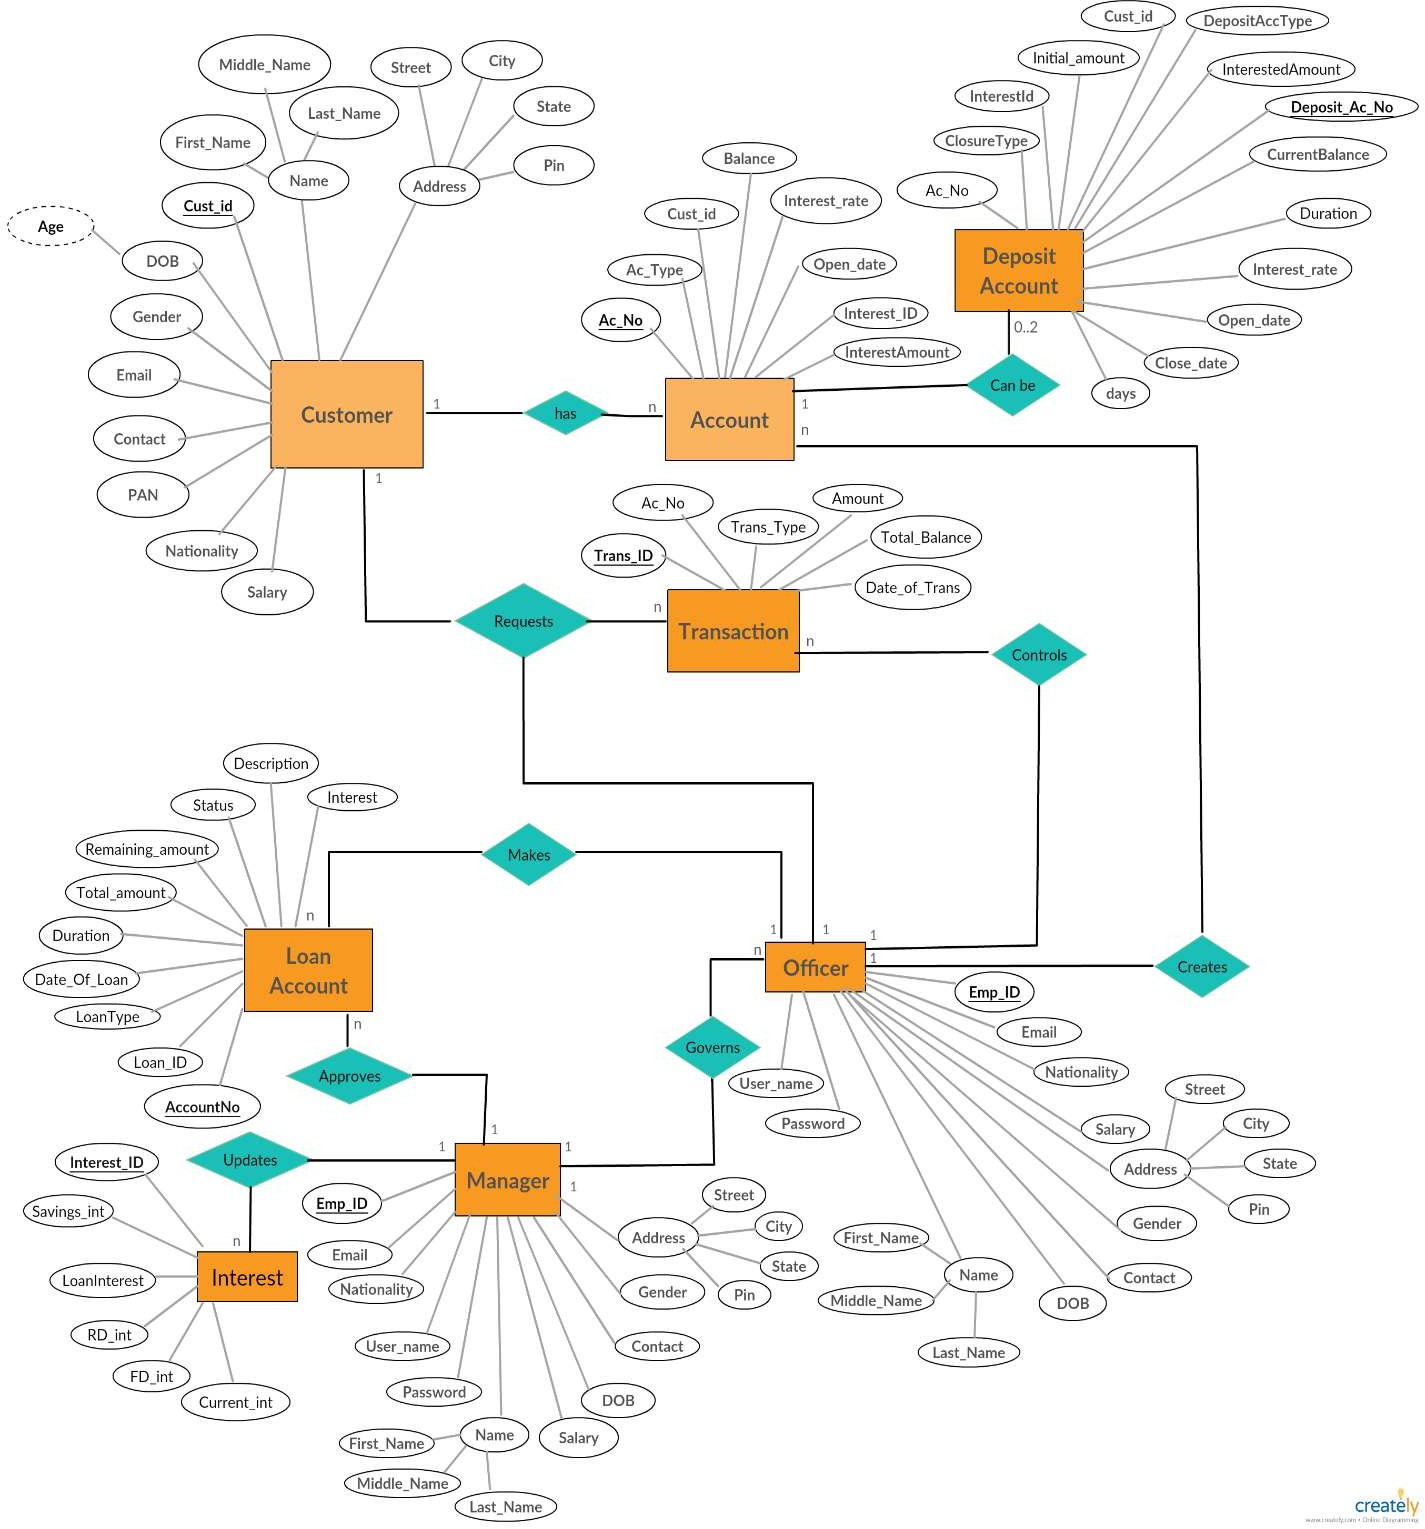 Cust_id
DepositAccType
Initial_amount
InterestedAmount
InterestId
Deposit_Ac_No
ClosureType
CurrentBalance
Ac_No
Duration
Deposit
Account
Interest_rate
Open_date
Close_date
days
0..2
Can be
Middle_Name
Last_Name
First_Name
Name
Street
City
State
Pin
Address
Cust_id
Age
DOB
Gender
Email
Contact
PAN
Nationality
Salary
Customer
1
has
n
1
Balance
Cust_id
Interest_rate
Ac_Type
Open_date
Ac_No
Interest_ID
InterestAmount
Account
1
n
Ac_No
Amount
Trans_Type
Total_Balance
Trans_ID
Date_of_Trans
Requests
n
Transaction
n
Controls
Description
Status
Interest
Remaining_amount
Total_amount
Duration
Date_Of_Loan
LoanType
Loan_ID
AccountNo
n
Loan
Account
n
Makes
1
1
1
n
1
Officer
Creates
Emp_ID
Email
Nationality
Salary
Street
City
State
Pin
Address
Gender
Contact
DOB
User_name
Password
First_Name
Name
Middle_Name
Last_Name
Governs
Approves
1
1
1
1
Updates
Manager
Interest_ID
Savings_int
n
LoanInterest
Interest
RD_int
FD_int
Current_int
Emp_ID
Email
Nationality
User_name
Password
First_Name
Name
Middle_Name
Last_Name
Street
City
Address
State
Pin
Gender
Contact
DOB
Salary
creately
www.creately.com • Online Diagramming